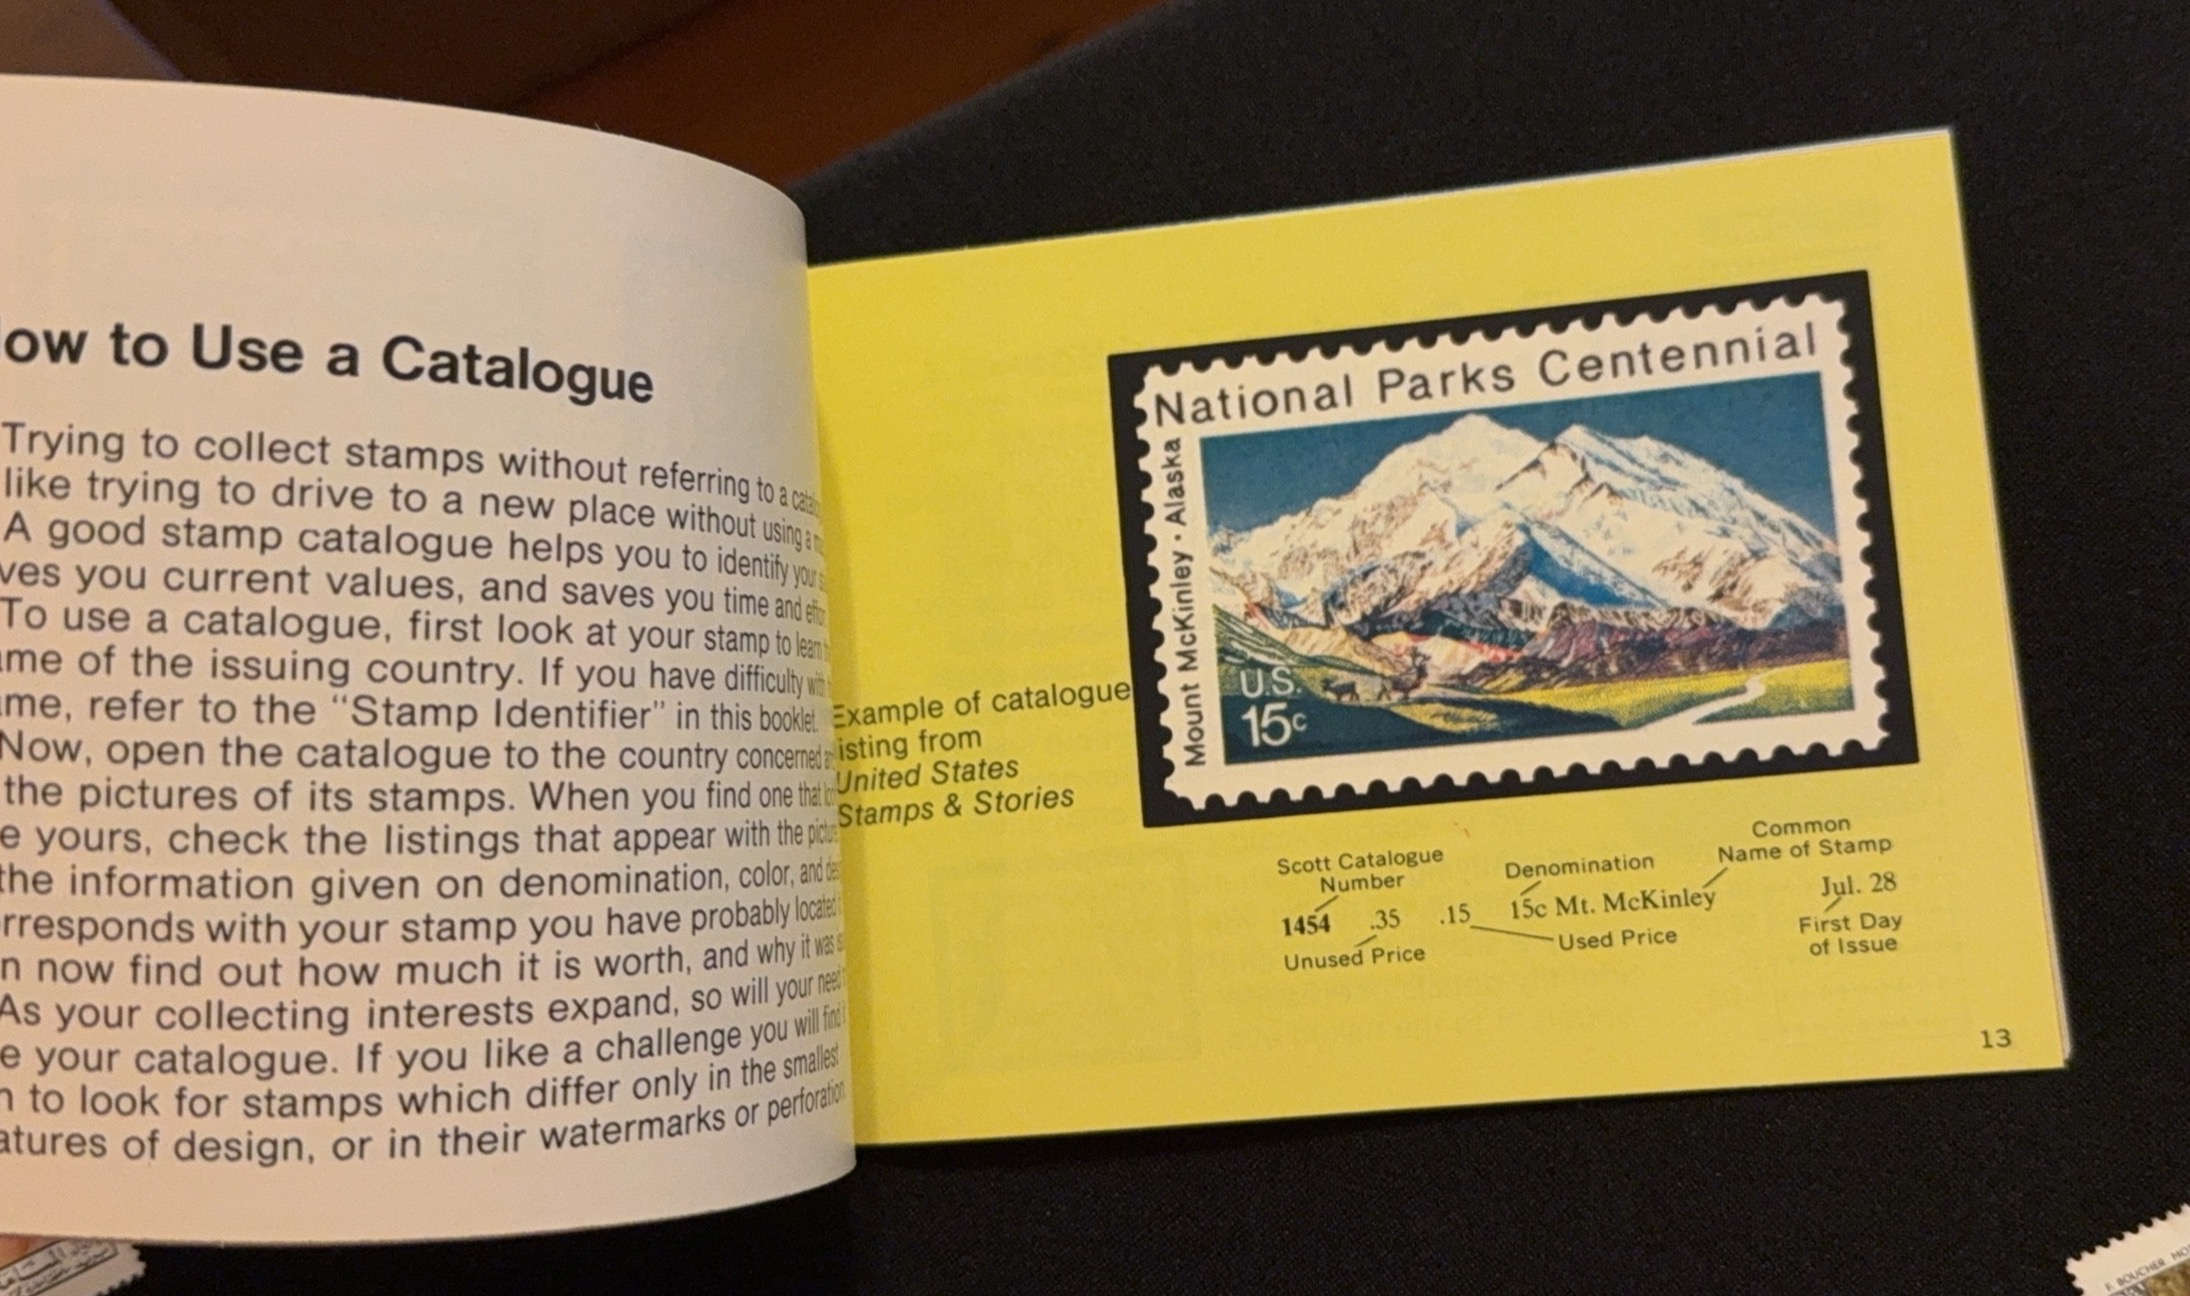 ow to Use a Catalogue
Trying to collect stamps without referring to a
like trying to drive to a new place without using a
A good stamp catalogue helps you to identify your
ves you current values, and saves you time and
To use a catalogue, first look at your stamp to learn
me of the issuing country. If you have difficulty with
me, refer to the "Stamp Identifier" in this booklet.
Now, open the catalogue to the country concerned
the pictures of its stamps. When you find one that
e yours, check the listings that appear with the
the information given on denomination, color, and
rresponds with your stamp you have probably located
n now find out how much it is worth, and why it was
As your collecting interests expand, so will your need
e your catalogue. If you like a challenge you will find
n to look for stamps which differ only in the smallest
atures of design, or in their watermarks or perforation
Example of catalogue
isting from
United States
Stamps & Stories
National Parks Centennial
Mount McKinley · Alaska
U.S.
15c
Scott Catalogue
Number
Denomination
Common
Name of Stamp
1454 .35 .15 15c Mt. McKinley Jul. 28
Unused Price
Used Price
First Day
of Issue
13
F. BOUCHER